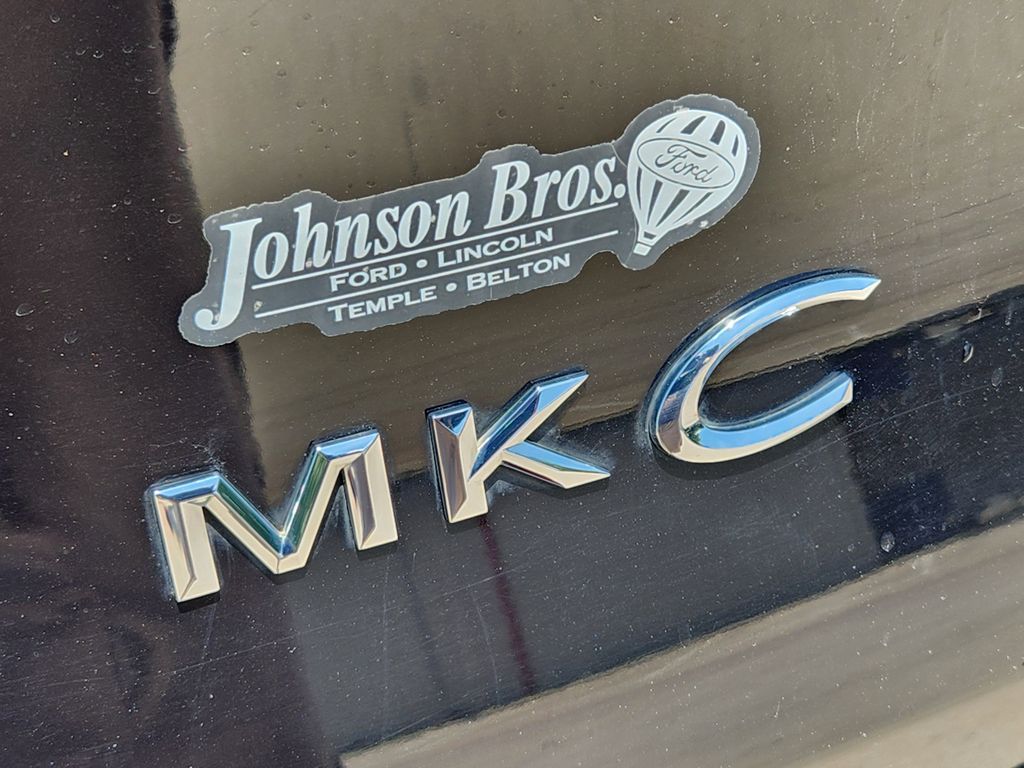 Johnson Bros.
Ford
FORD • LINCOLN
TEMPLE • BELTON
MKC